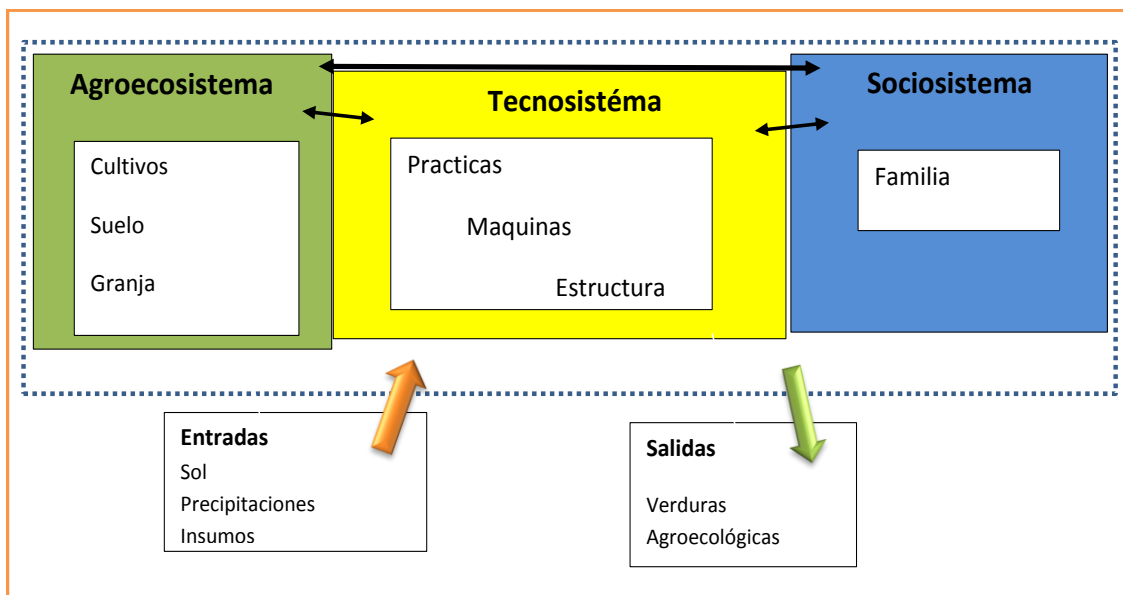 Agroecosistema
Cultivos
Suelo
Granja
Tecnosistéma
Practicas
Maquinas
Estructura
Sociosistema
Familia
Entradas
Sol
Precipitaciones
Insumos
Salidas
Verduras
Agroecológicas